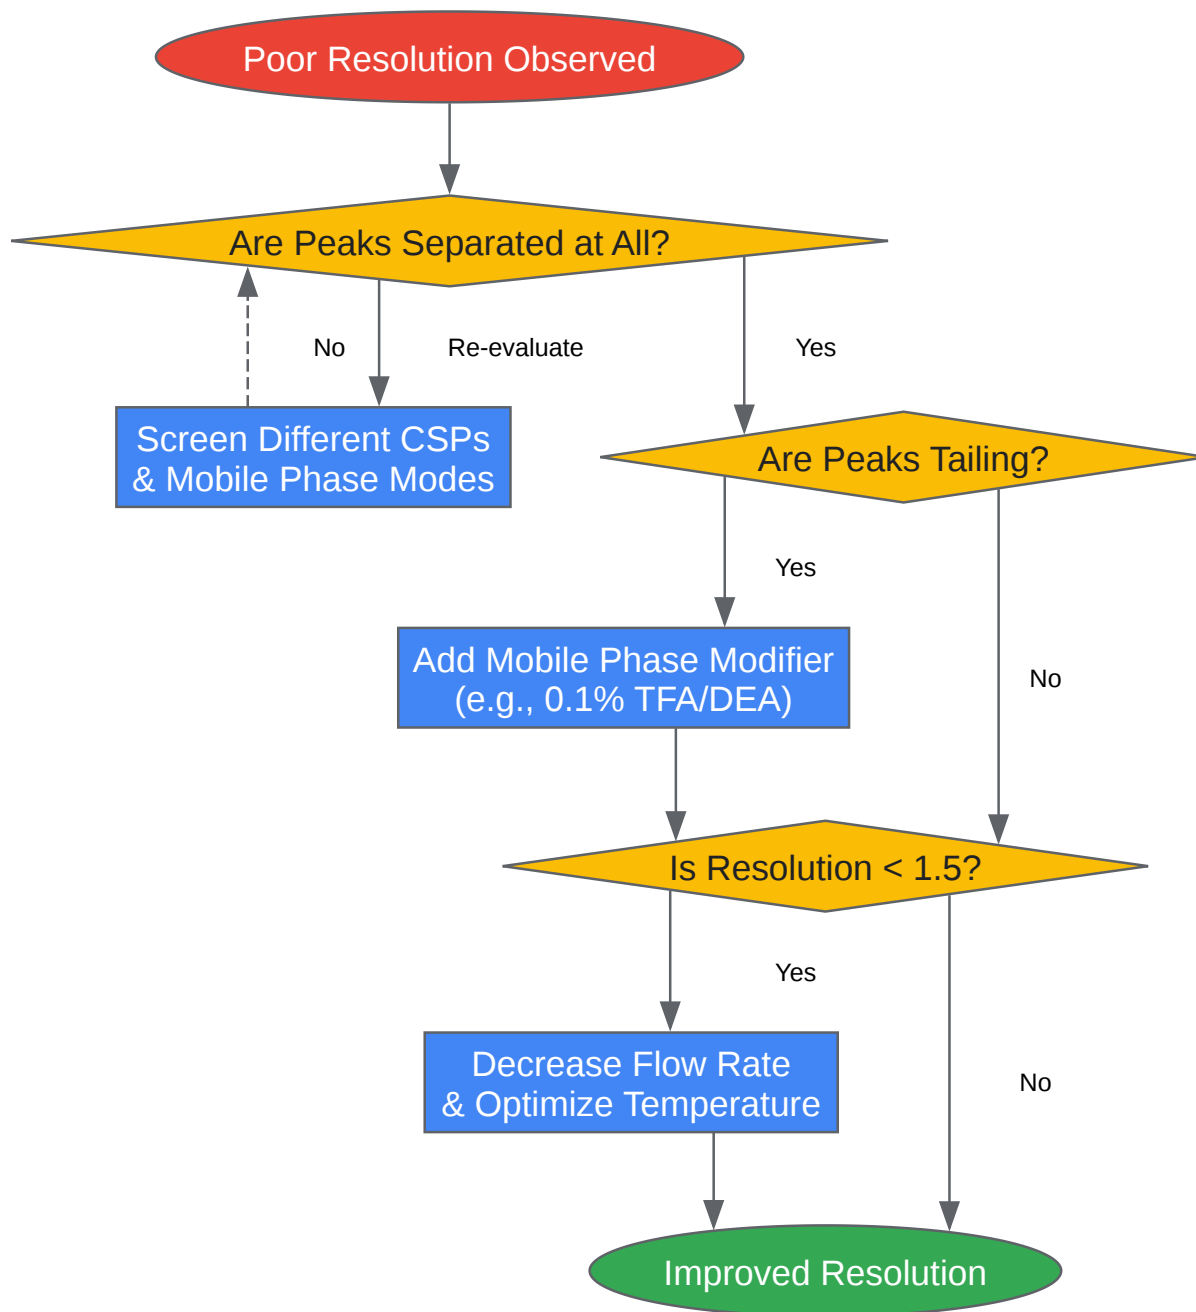 Poor Resolution Observed
Are Peaks Separated at All?
No
Re-evaluate
Yes
Screen Different CSPs
& Mobile Phase Modes
Are Peaks Tailing?
Yes
Add Mobile Phase Modifier
(e.g., 0.1% TFA/DEA)
No
Is Resolution < 1.5?
Yes
Decrease Flow Rate
& Optimize Temperature
No
Improved Resolution